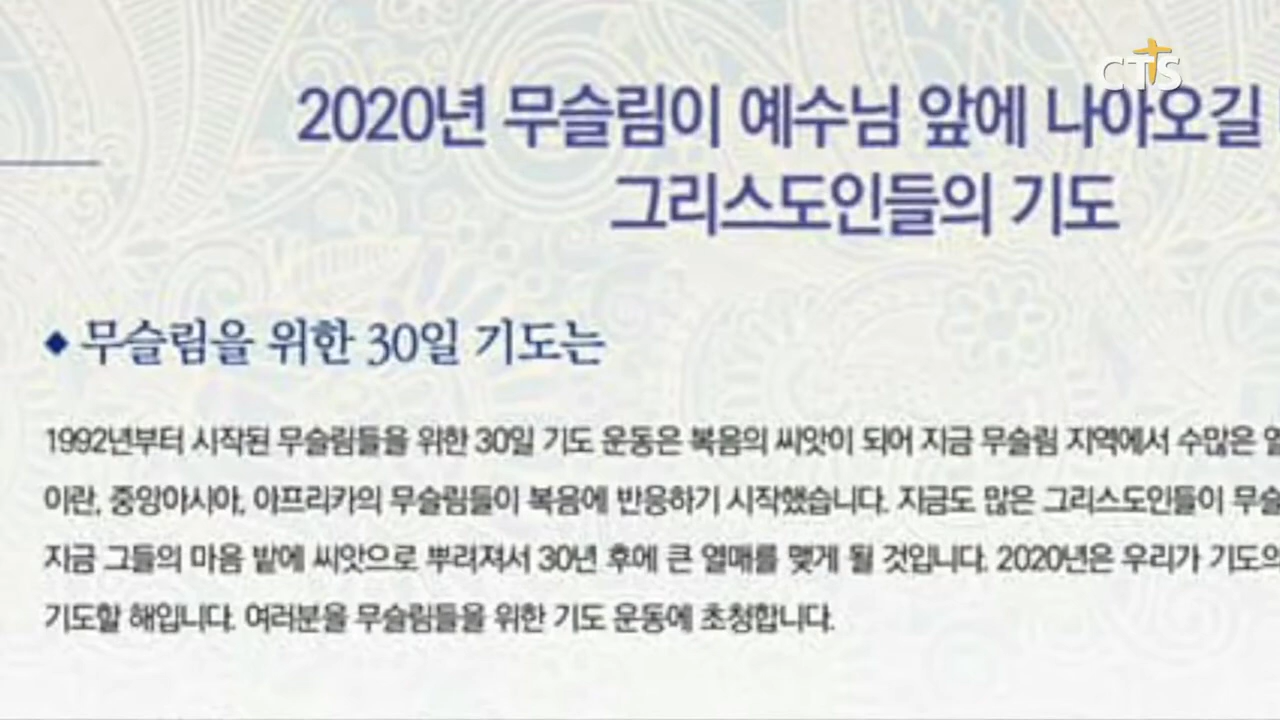 CTS
2020년 무슬림이 예수님 앞에 나아오길
그리스도인들의 기도
◆ 무슬림을 위한 30일 기도는
1992년부터 시작된 무슬림들을 위한 30일 기도 운동은 복음의 씨앗이 되어 지금 무슬림 지역에서 수많은
이란, 중앙아시아, 아프리카의 무슬림들이 복음에 반응하기 시작했습니다. 지금도 많은 그리스도인들이
지금 그들의 마음 밭에 씨앗으로 뿌려져서 30년 후에 큰 열매를 맺게 될 것입니다. 2020년은 우리가 기도의
기도할 해입니다. 여러분을 무슬림들을 위한 기도 운동에 초청합니다.